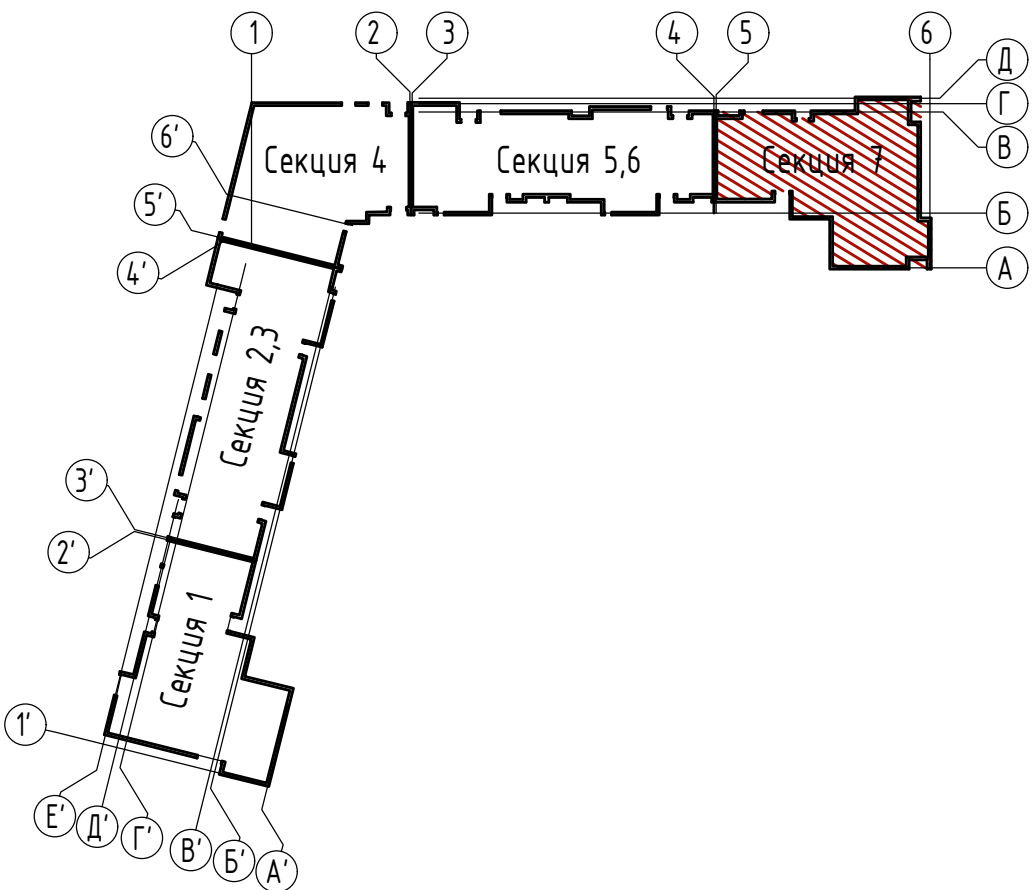 1
2
3
4
5
6
Д
Г
В
Б
А
6'
5'
4'
3'
2'
1'
Секция 4
Секция 5,6
Секция 7
Секция 2,3
Секция 1
Е'
Д'
Г'
В'
Б'
А'